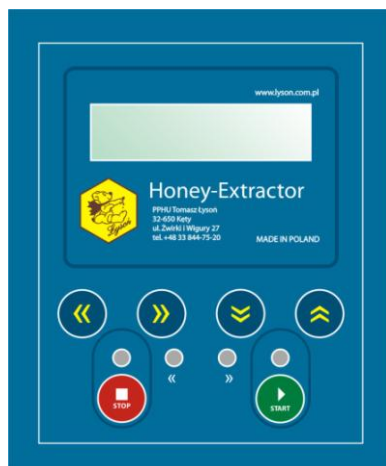 www.lyson.com.pl
Honey-Extractor
PPHU Tomasz Łysoń
32-650 Kęty
ul.Żwirki i Wigury 27
tel.+48 33 844-75-20
MADE IN POLAND
Łysoń
«
»
STOP
START